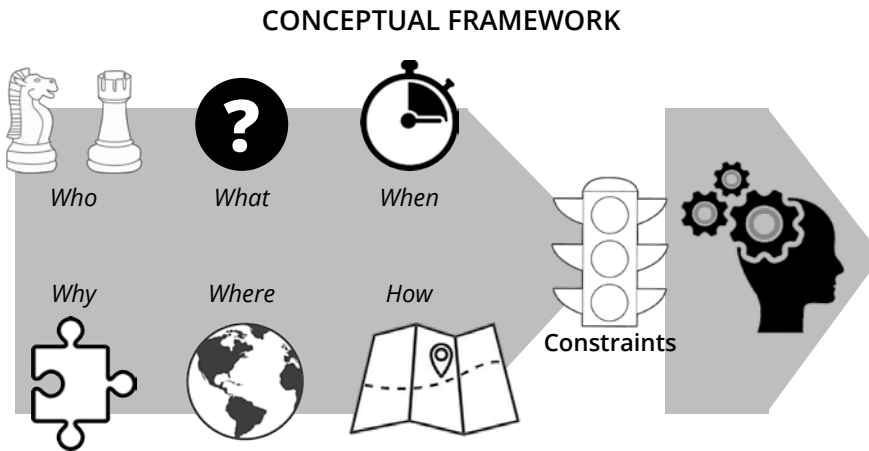 CONCEPTUAL FRAMEWORK
?
Who
What
When
Why
Where
How
Constraints